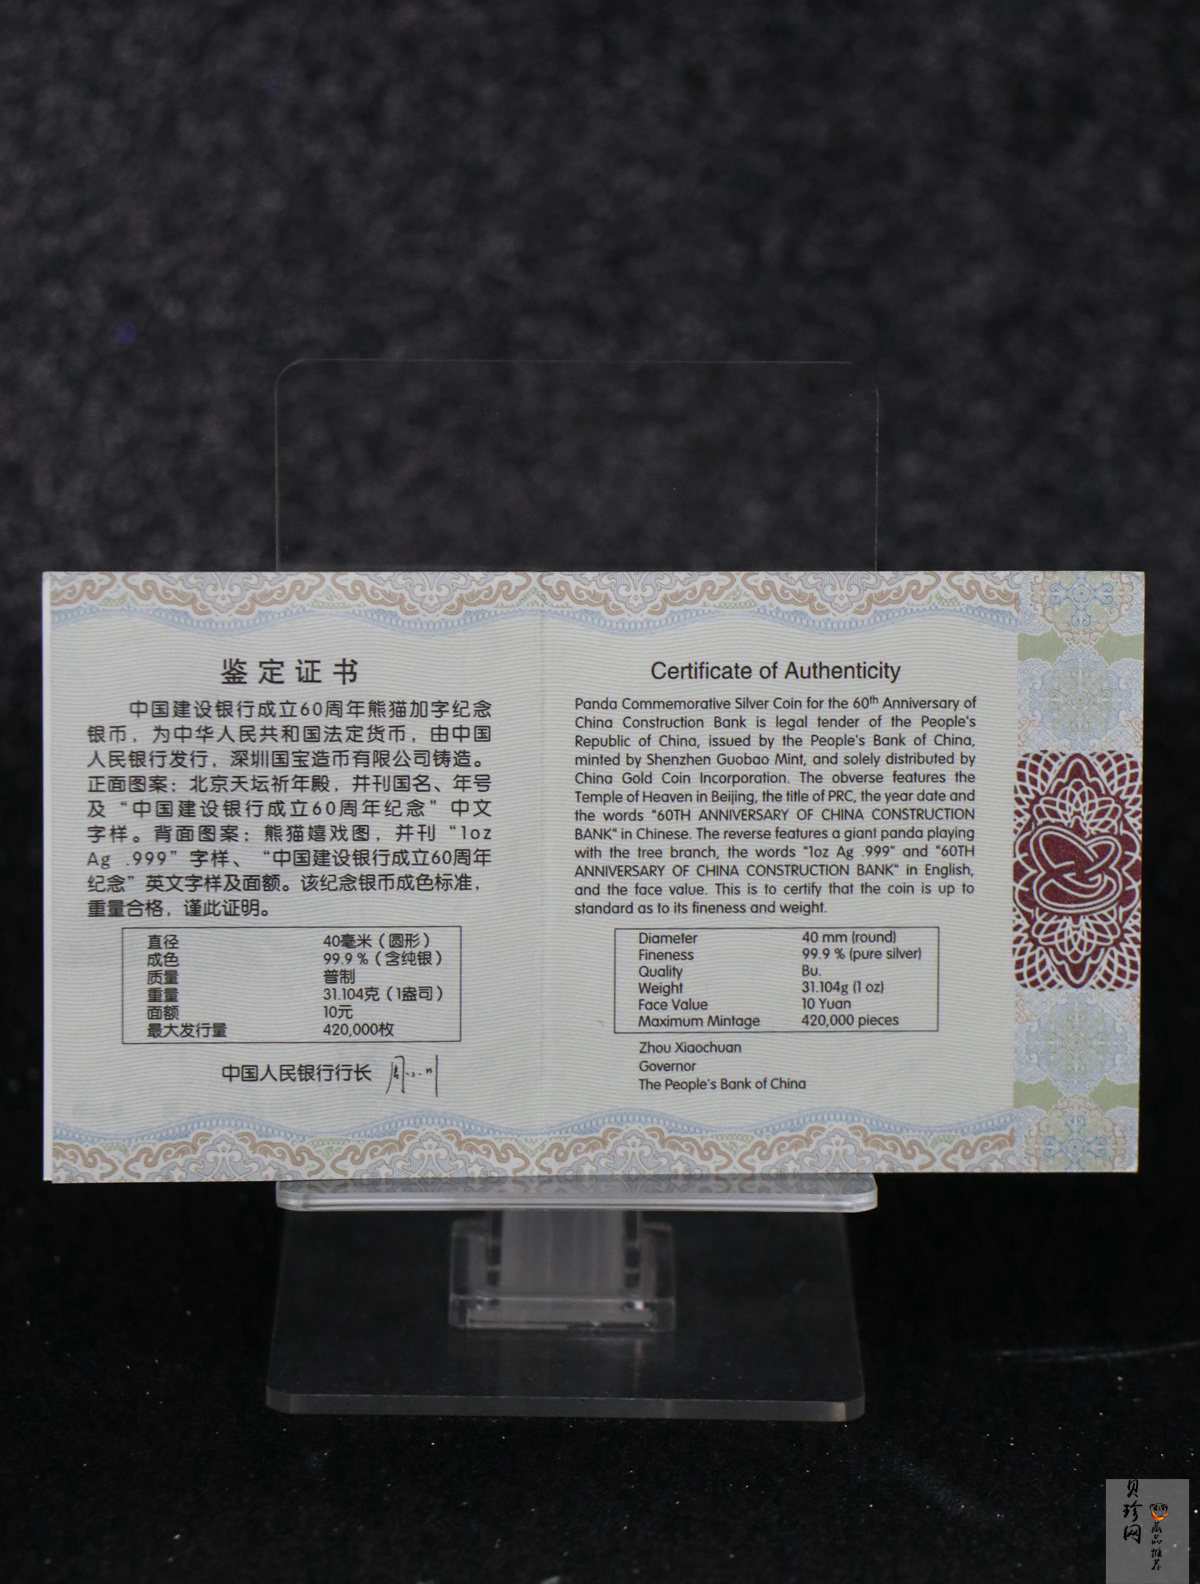 鉴定证书
中国建设银行成立60周年熊猫加字纪念
银币，为中华人民共和国法定货币，由中国
人民银行发行，深圳国宝造币有限公司铸造。
正面图案：北京天坛祈年殿，并刊国名、年号
及“中国建设银行成立60周年纪念”中文
字样。背面图案：熊猫嬉戏图，并刊“1oz
Ag .999”字样、“中国建设银行成立60周年
纪念”英文字样及面额。该纪念银币成色标准，
重量合格，谨此证明。
直径 40毫米（圆形）
成色 99.9％（含纯银）
质量 普制
重量 31.104克（1盎司）
面额 10元
最大发行量 420,000枚
中国人民银行行长
Certificate of Authenticity
Panda Commemorative Silver Coin for the 60th Anniversary of
China Construction Bank is legal tender of the People's
Republic of China, issued by the People's Bank of China,
minted by Shenzhen Guobao Mint, and solely distributed by
China Gold Coin Incorporation. The obverse features the
Temple of Heaven in Beijing, the title of PRC, the year date and
the words "60TH ANNIVERSARY OF CHINA CONSTRUCTION
BANK" in Chinese. The reverse features a giant panda playing
with the tree branch, the words "1oz Ag .999" and "60TH
ANNIVERSARY OF CHINA CONSTRUCTION BANK" in English,
and the face value. This is to certify that the coin is up to
standard as to its fineness and weight.
Diameter 40 mm (round)
Fineness 99.9 % (pure silver)
Quality Bu.
Weight 31.104g (1 oz)
Face Value 10 Yuan
Maximum Mintage 420,000 pieces
Zhou Xiaochuan
Governor
The People's Bank of China
贝珍网
藏品推荐